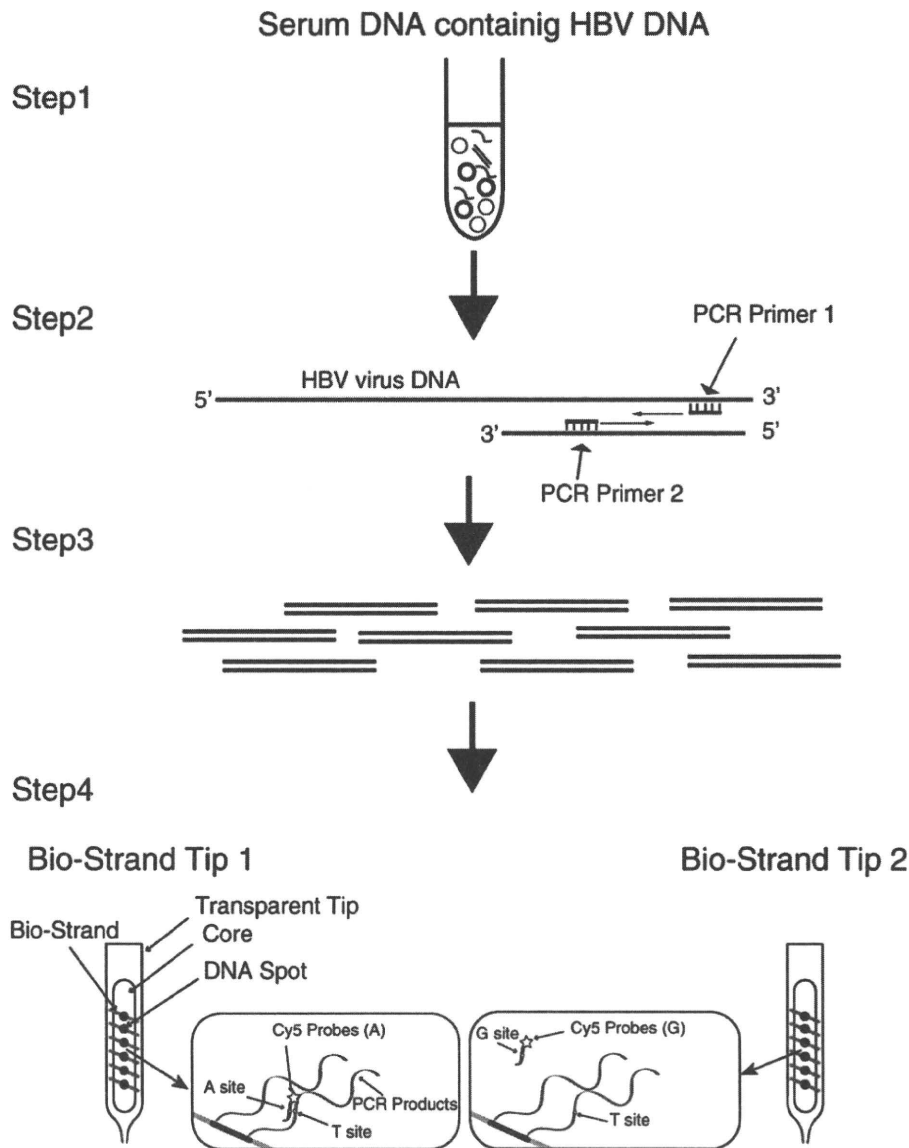 Serum DNA containig HBV DNA
Step1
Step2
PCR Primer 1
HBV virus DNA
5’
3’
3’
5’
PCR Primer 2
Step3
Step4
Bio-Strand Tip 1
Bio-Strand Tip 2
Transparent Tip
Bio-Strand
Core
DNA Spot
Cy5 Probes (A)
A site
PCR Products
T site
G site
Cy5 Probes (G)
T site